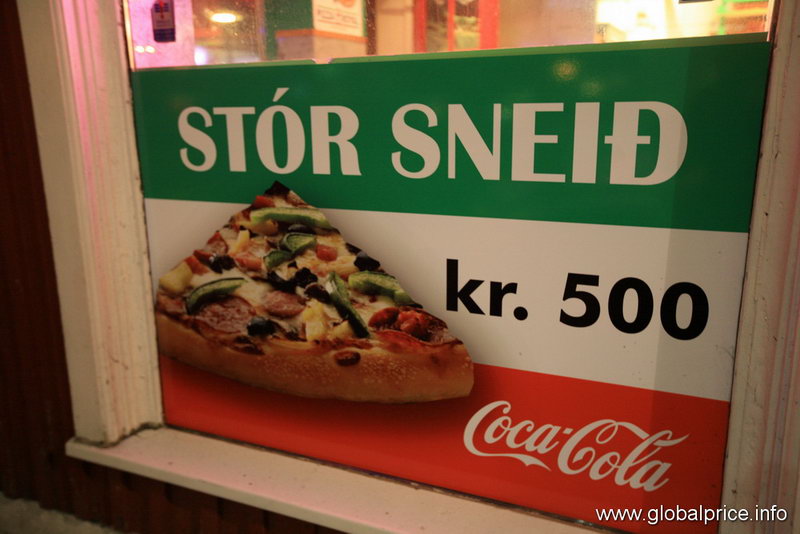 STÓR SNEIÐ
kr. 500
Coca-Cola
www.globalprice.info